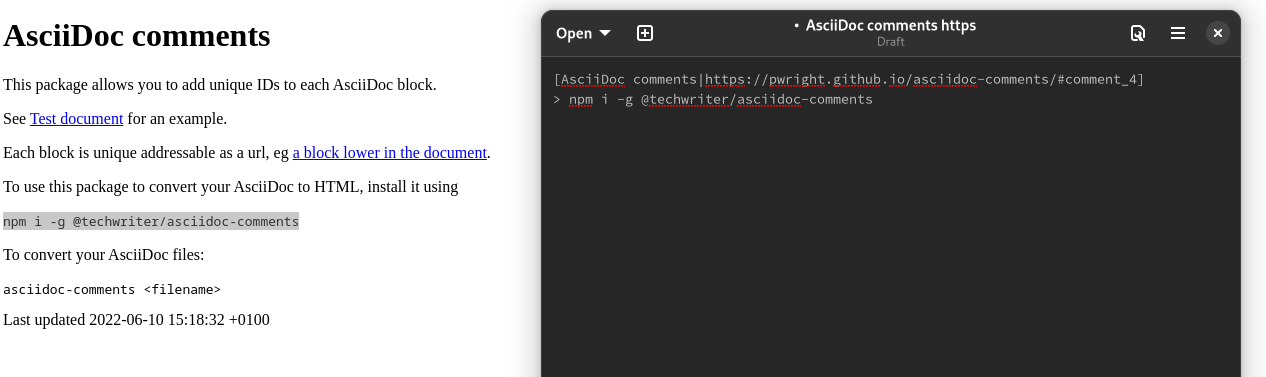 AsciiDoc comments
This package allows you to add unique IDs to each AsciiDoc block.
See Test document for an example.
Each block is unique addressable as a url, eg a block lower in the document.
To use this package to convert your AsciiDoc to HTML, install it using
npm i -g @techwriter/asciidoc-comments
To convert your AsciiDoc files:
asciidoc-comments <filename>
Last updated 2022-06-10 15:18:32 +0100
Open
• AsciiDoc comments https
Draft
[AsciiDoc comments|https://pwright.github.io/asciidoc-comments/#comment_4]
> npm i -g @techwriter/asciidoc-comments